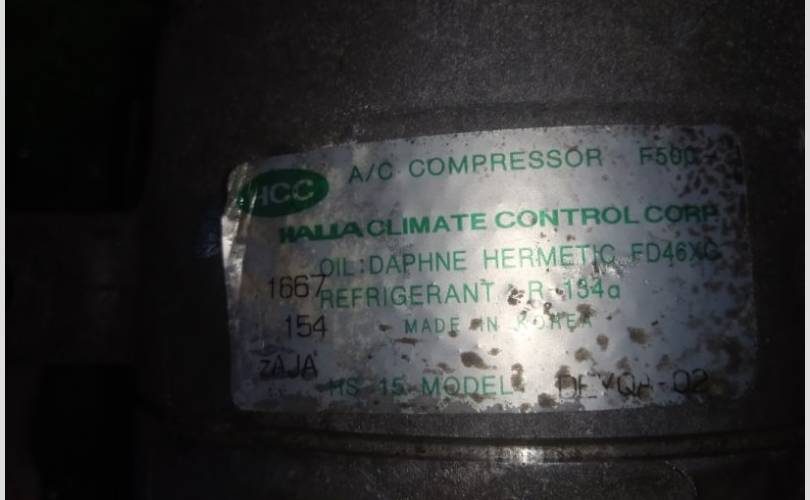 HCC
A/C COMPRESSOR F500
HALLA CLIMATE CONTROL CORP
OIL:DAPHNE HERMETIC FD46XG
1667 REFRIGERANT : R-134a
154 MADE IN KOREA
ZAJA
HS 15 MODEL